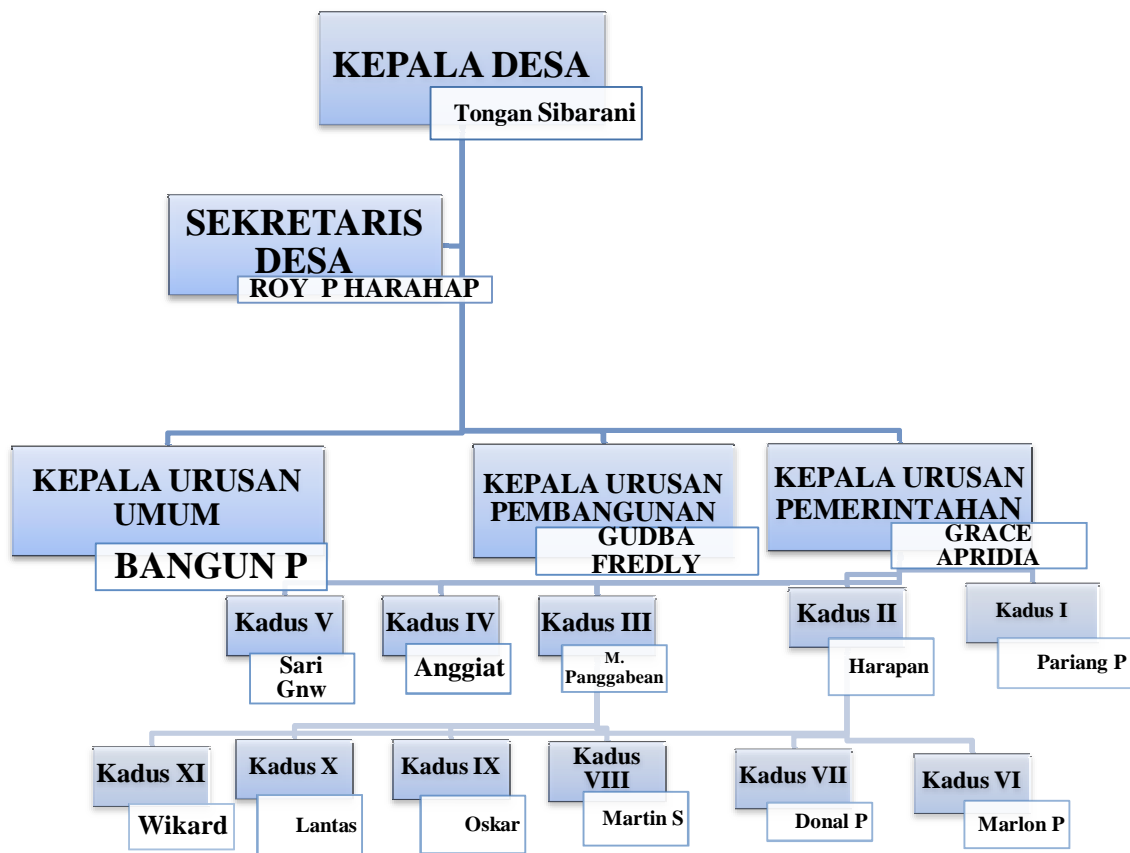 KEPALA DESA
Tongan Sibarani
SEKRETARIS
DESA
ROY P HARAHAP
KEPALA URUSAN
UMUM
BANGUN P
KEPALA URUSAN
PEMBANGUNAN
GUDBA
FREDLY
KEPALA URUSAN
PEMERINTAHAN
GRACE
APRIDIA
Kadus V
Sari
Gnw
Kadus IV
Anggiat
Kadus III
M.
Panggabean
Kadus II
Harapan
Kadus I
Pariang P
Kadus XI
Wikard
Kadus X
Lantas
Kadus IX
Oskar
Kadus
VIII
Martin S
Kadus VII
Donal P
Kadus VI
Marlon P